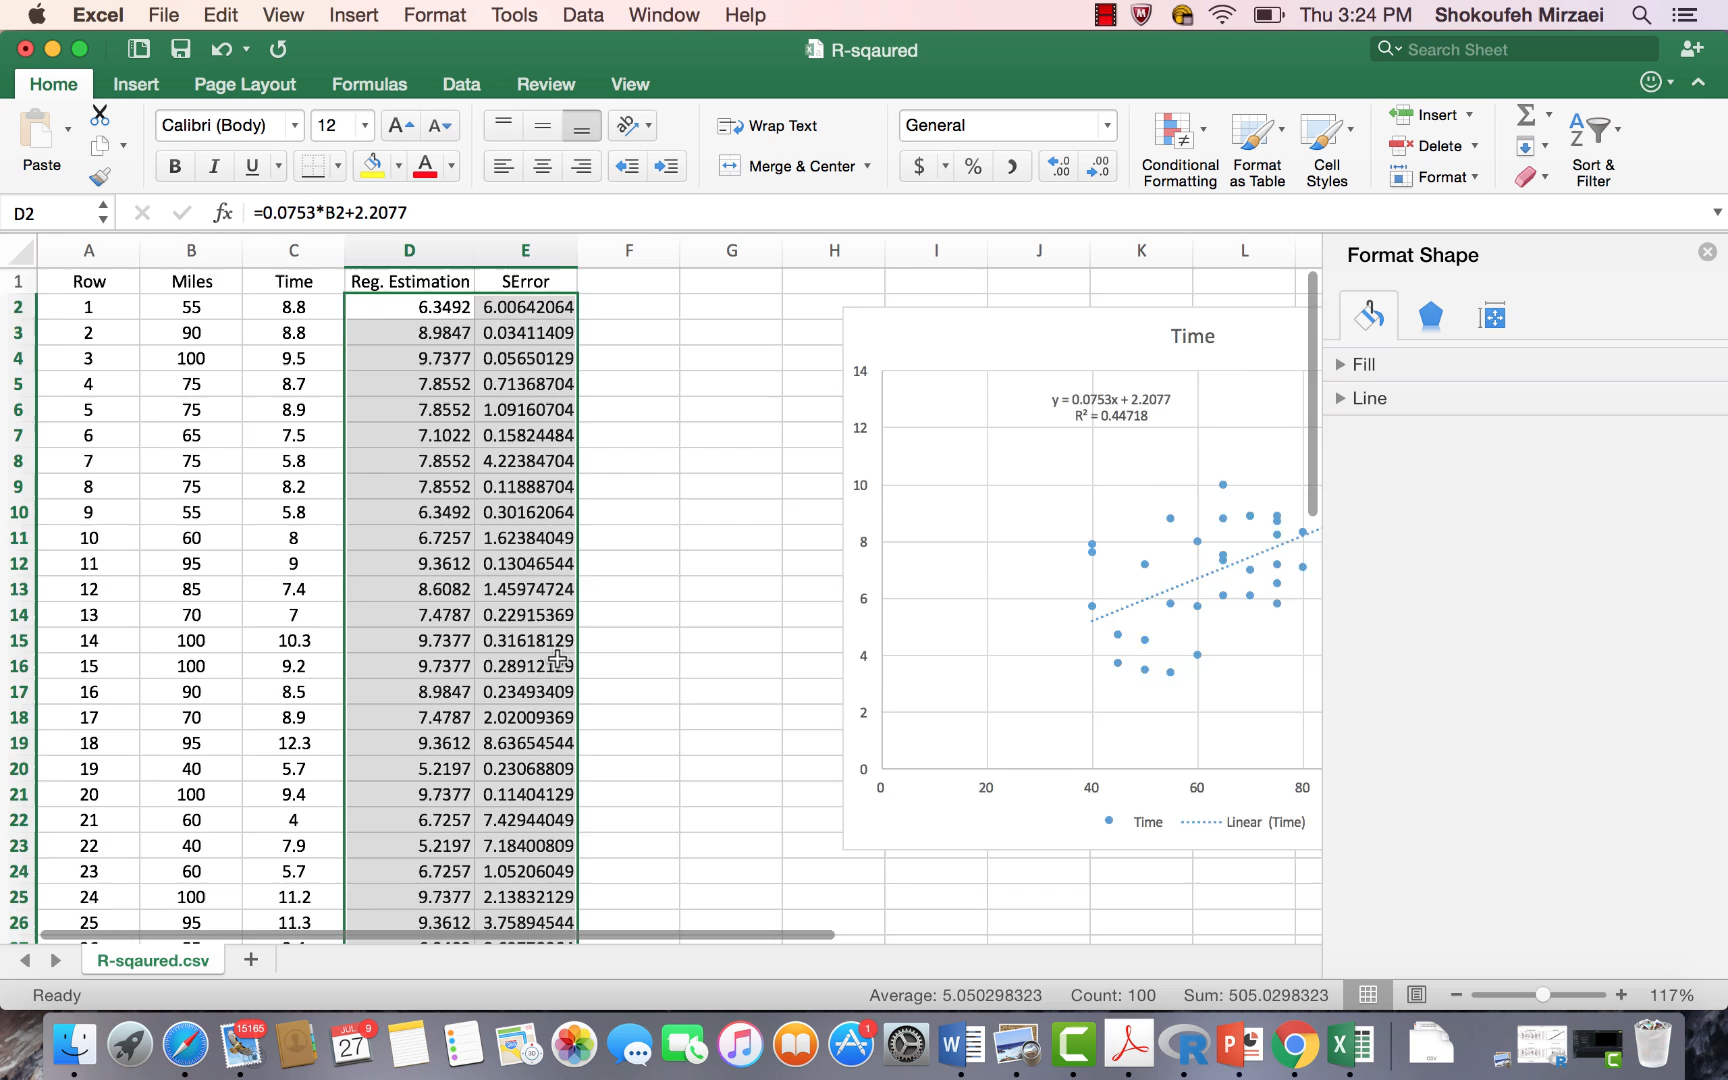 Excel File Edit View Insert Format Tools Data Window Help Thu 3:24 PM Shokoufeh Mirzaei
R-sqaured
Search Sheet
Home Insert Page Layout Formulas Data Review View
Paste
Calibri (Body) 12
Wrap Text
Merge & Center
General
Conditional Formatting
Format as Table
Cell Styles
Insert
Delete
Format
Sort & Filter
D2 fx =0.0753*B2+2.2077
A B C D E F G H I J K L
1 Row Miles Time Reg. Estimation SError
2 1 55 8.8 6.3492 6.00642064
3 2 90 8.8 8.9847 0.03411409
4 3 100 9.5 9.7377 0.05650129
5 4 75 8.7 7.8552 0.71368704
6 5 75 8.9 7.8552 1.09160704
7 6 65 7.5 7.1022 0.15824484
8 7 75 5.8 7.8552 4.22384704
9 8 75 8.2 7.8552 0.11888704
10 9 55 5.8 6.3492 0.30162064
11 10 60 8 6.7257 1.62384049
12 11 95 9 9.3612 0.13046544
13 12 85 7.4 8.6082 1.45974724
14 13 70 7 7.4787 0.22915369
15 14 100 10.3 9.7377 0.31618129
16 15 100 9.2 9.7377 0.28912129
17 16 90 8.5 8.9847 0.23493409
18 17 70 8.9 7.4787 2.02009369
19 18 95 12.3 9.3612 8.63654544
20 19 40 5.7 5.2197 0.23068809
21 20 100 9.4 9.7377 0.11404129
22 21 60 4 6.7257 7.42944049
23 22 40 7.9 5.2197 7.18400809
24 23 60 5.7 6.7257 1.05206049
25 24 100 11.2 9.7377 2.13832129
26 25 95 11.3 9.3612 3.75894544
Time
y = 0.0753x + 2.2077
R² = 0.44718
14
12
10
8
6
4
2
0
0 20 40 60 80
Time Linear (Time)
Format Shape
Fill
Line
R-sqaured.csv
Ready Average: 5.050298323 Count: 100 Sum: 505.0298323 117%
15165
JUL 9
27
1